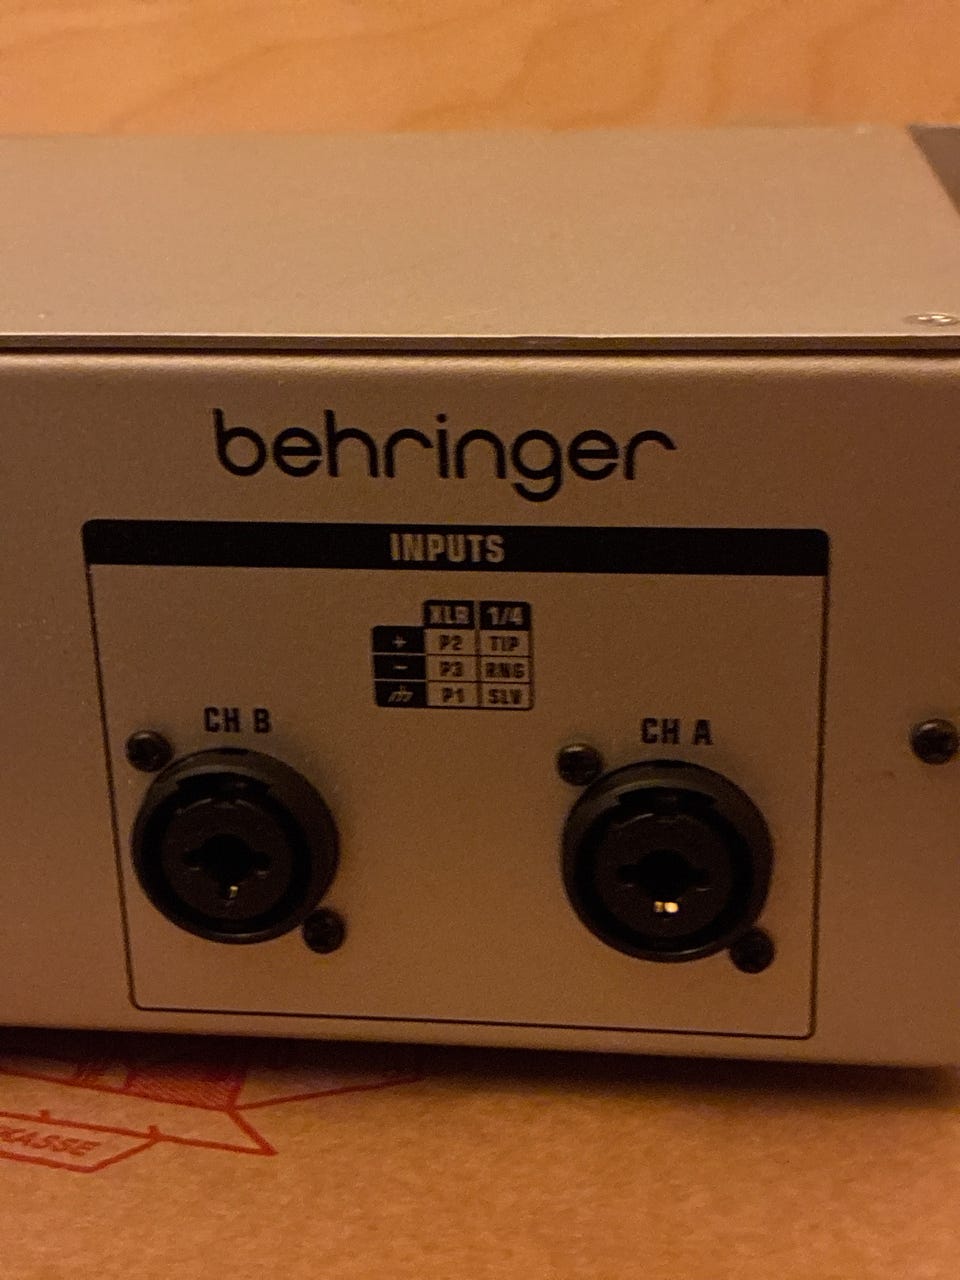 behringer
INPUTS
XLR 1/4
+ P2 TIP
- P3 RNG
P1 SLV
CH B
CH A